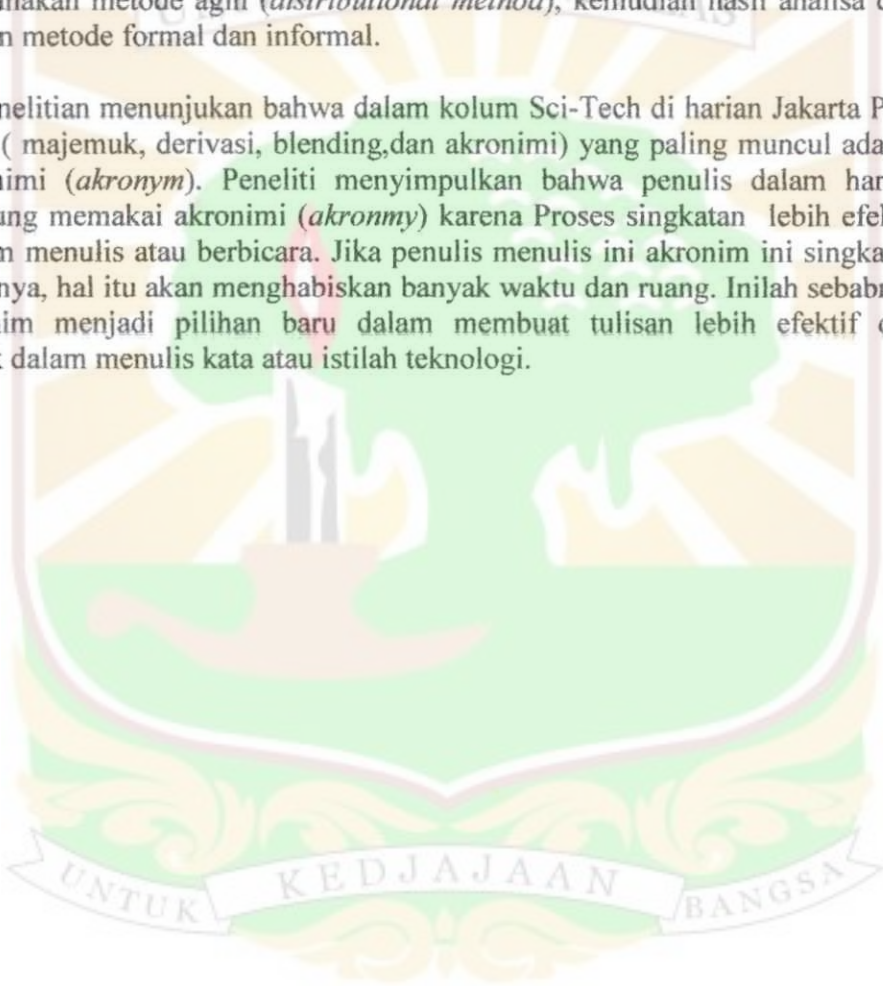 makan metode agih (distributional method), kemudian hasil analisa
n metode formal dan informal.
nelitian menunjukan bahwa dalam kolum Sci-Tech di harian Jakarta P
( majemuk, derivasi, blending,dan akronimi) yang paling muncul ada
nimi (akronym). Peneliti menyimpulkan bahwa penulis dalam har
ung memakai akronimi (akronmy) karena Proses singkatan lebih efe
n menulis atau berbicara. Jika penulis menulis ini akronim ini singka
nya, hal itu akan menghabiskan banyak waktu dan ruang. Inilah sebab
im menjadi pilihan baru dalam membuat tulisan lebih efektif
dalam menulis kata atau istilah teknologi.
UNTUK KEDJAJAAN BANGSA